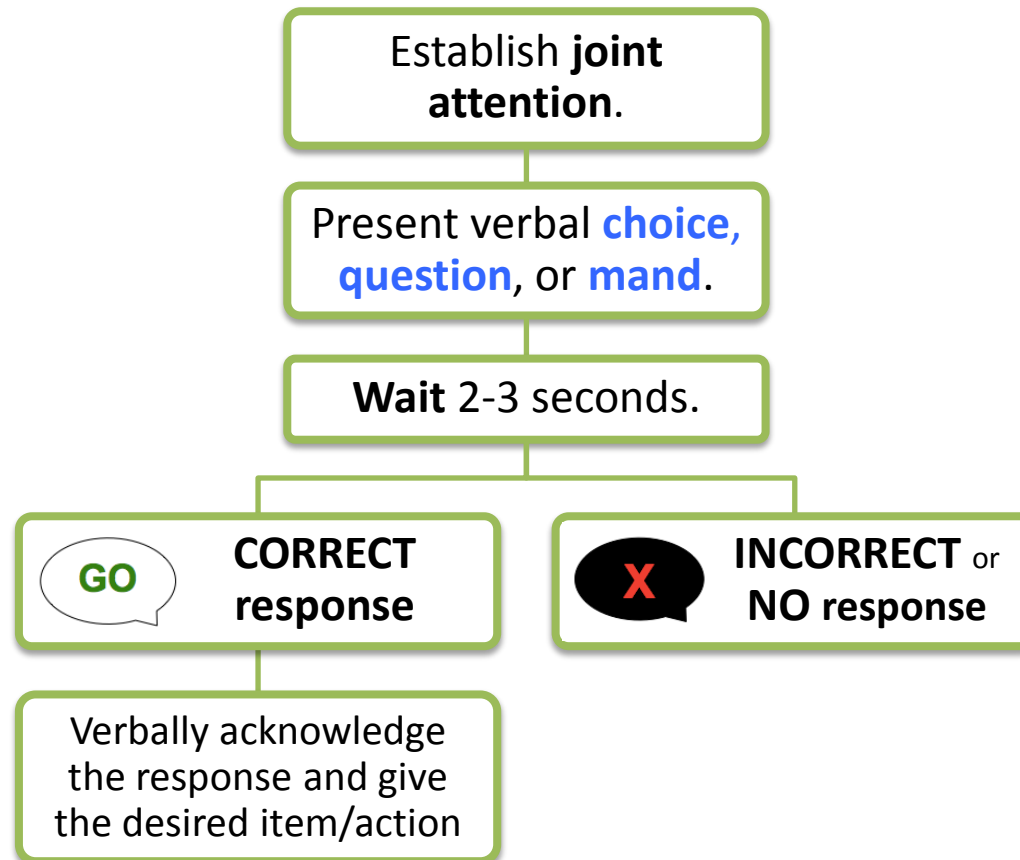 Establish joint
attention.
Present verbal choice,
question, or mand.
Wait 2-3 seconds.
GO
CORRECT
response
X
INCORRECT or
NO response
Verbally acknowledge
the response and give
the desired item/action